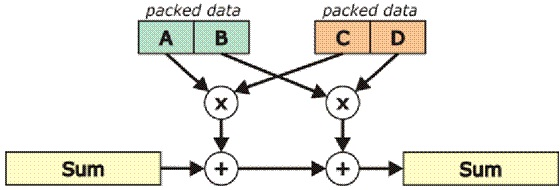 packed data packed data
A B C D
x x
Sum + + Sum